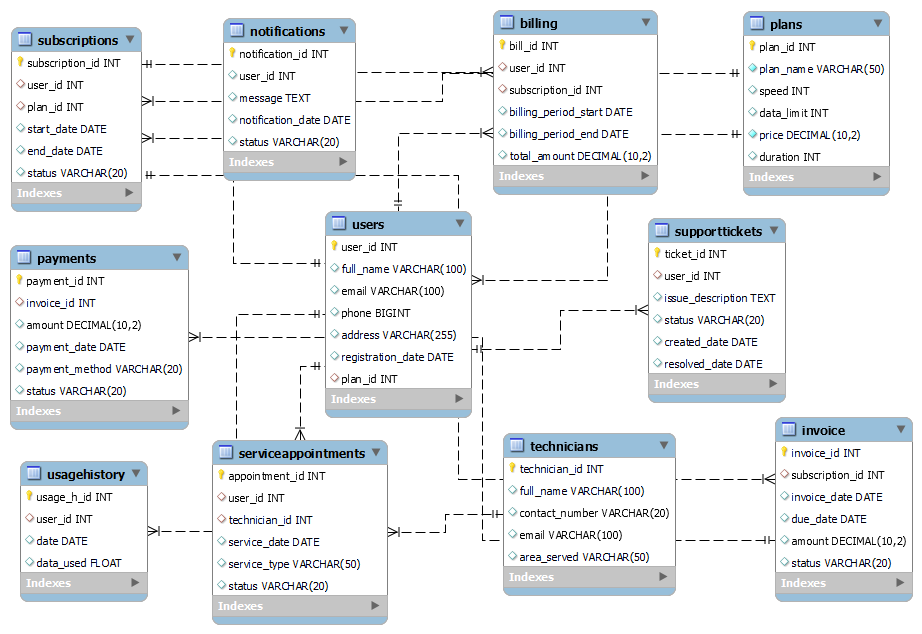 subscriptions
subscription_id INT
user_id INT
plan_id INT
start_date DATE
end_date DATE
status VARCHAR(20)
Indexes
notifications
notification_id INT
user_id INT
message TEXT
notification_date DATE
status VARCHAR(20)
Indexes
billing
bill_id INT
user_id INT
subscription_id INT
billing_period_start DATE
billing_period_end DATE
total_amount DECIMAL(10,2)
Indexes
plans
plan_id INT
plan_name VARCHAR(50)
speed INT
data_limit INT
price DECIMAL(10,2)
duration INT
Indexes
payments
payment_id INT
invoice_id INT
amount DECIMAL(10,2)
payment_date DATE
payment_method VARCHAR(20)
status VARCHAR(20)
Indexes
users
user_id INT
full_name VARCHAR(100)
email VARCHAR(100)
phone BIGINT
address VARCHAR(255)
registration_date DATE
plan_id INT
Indexes
supporttickets
ticket_id INT
user_id INT
issue_description TEXT
status VARCHAR(20)
created_date DATE
resolved_date DATE
Indexes
usagehistory
usage_h_id INT
user_id INT
date DATE
data_used FLOAT
Indexes
serviceappointments
appointment_id INT
user_id INT
technician_id INT
service_date DATE
service_type VARCHAR(50)
status VARCHAR(20)
Indexes
technicians
technician_id INT
full_name VARCHAR(100)
contact_number VARCHAR(20)
email VARCHAR(100)
area_served VARCHAR(50)
Indexes
invoice
invoice_id INT
subscription_id INT
invoice_date DATE
due_date DATE
amount DECIMAL(10,2)
status VARCHAR(20)
Indexes